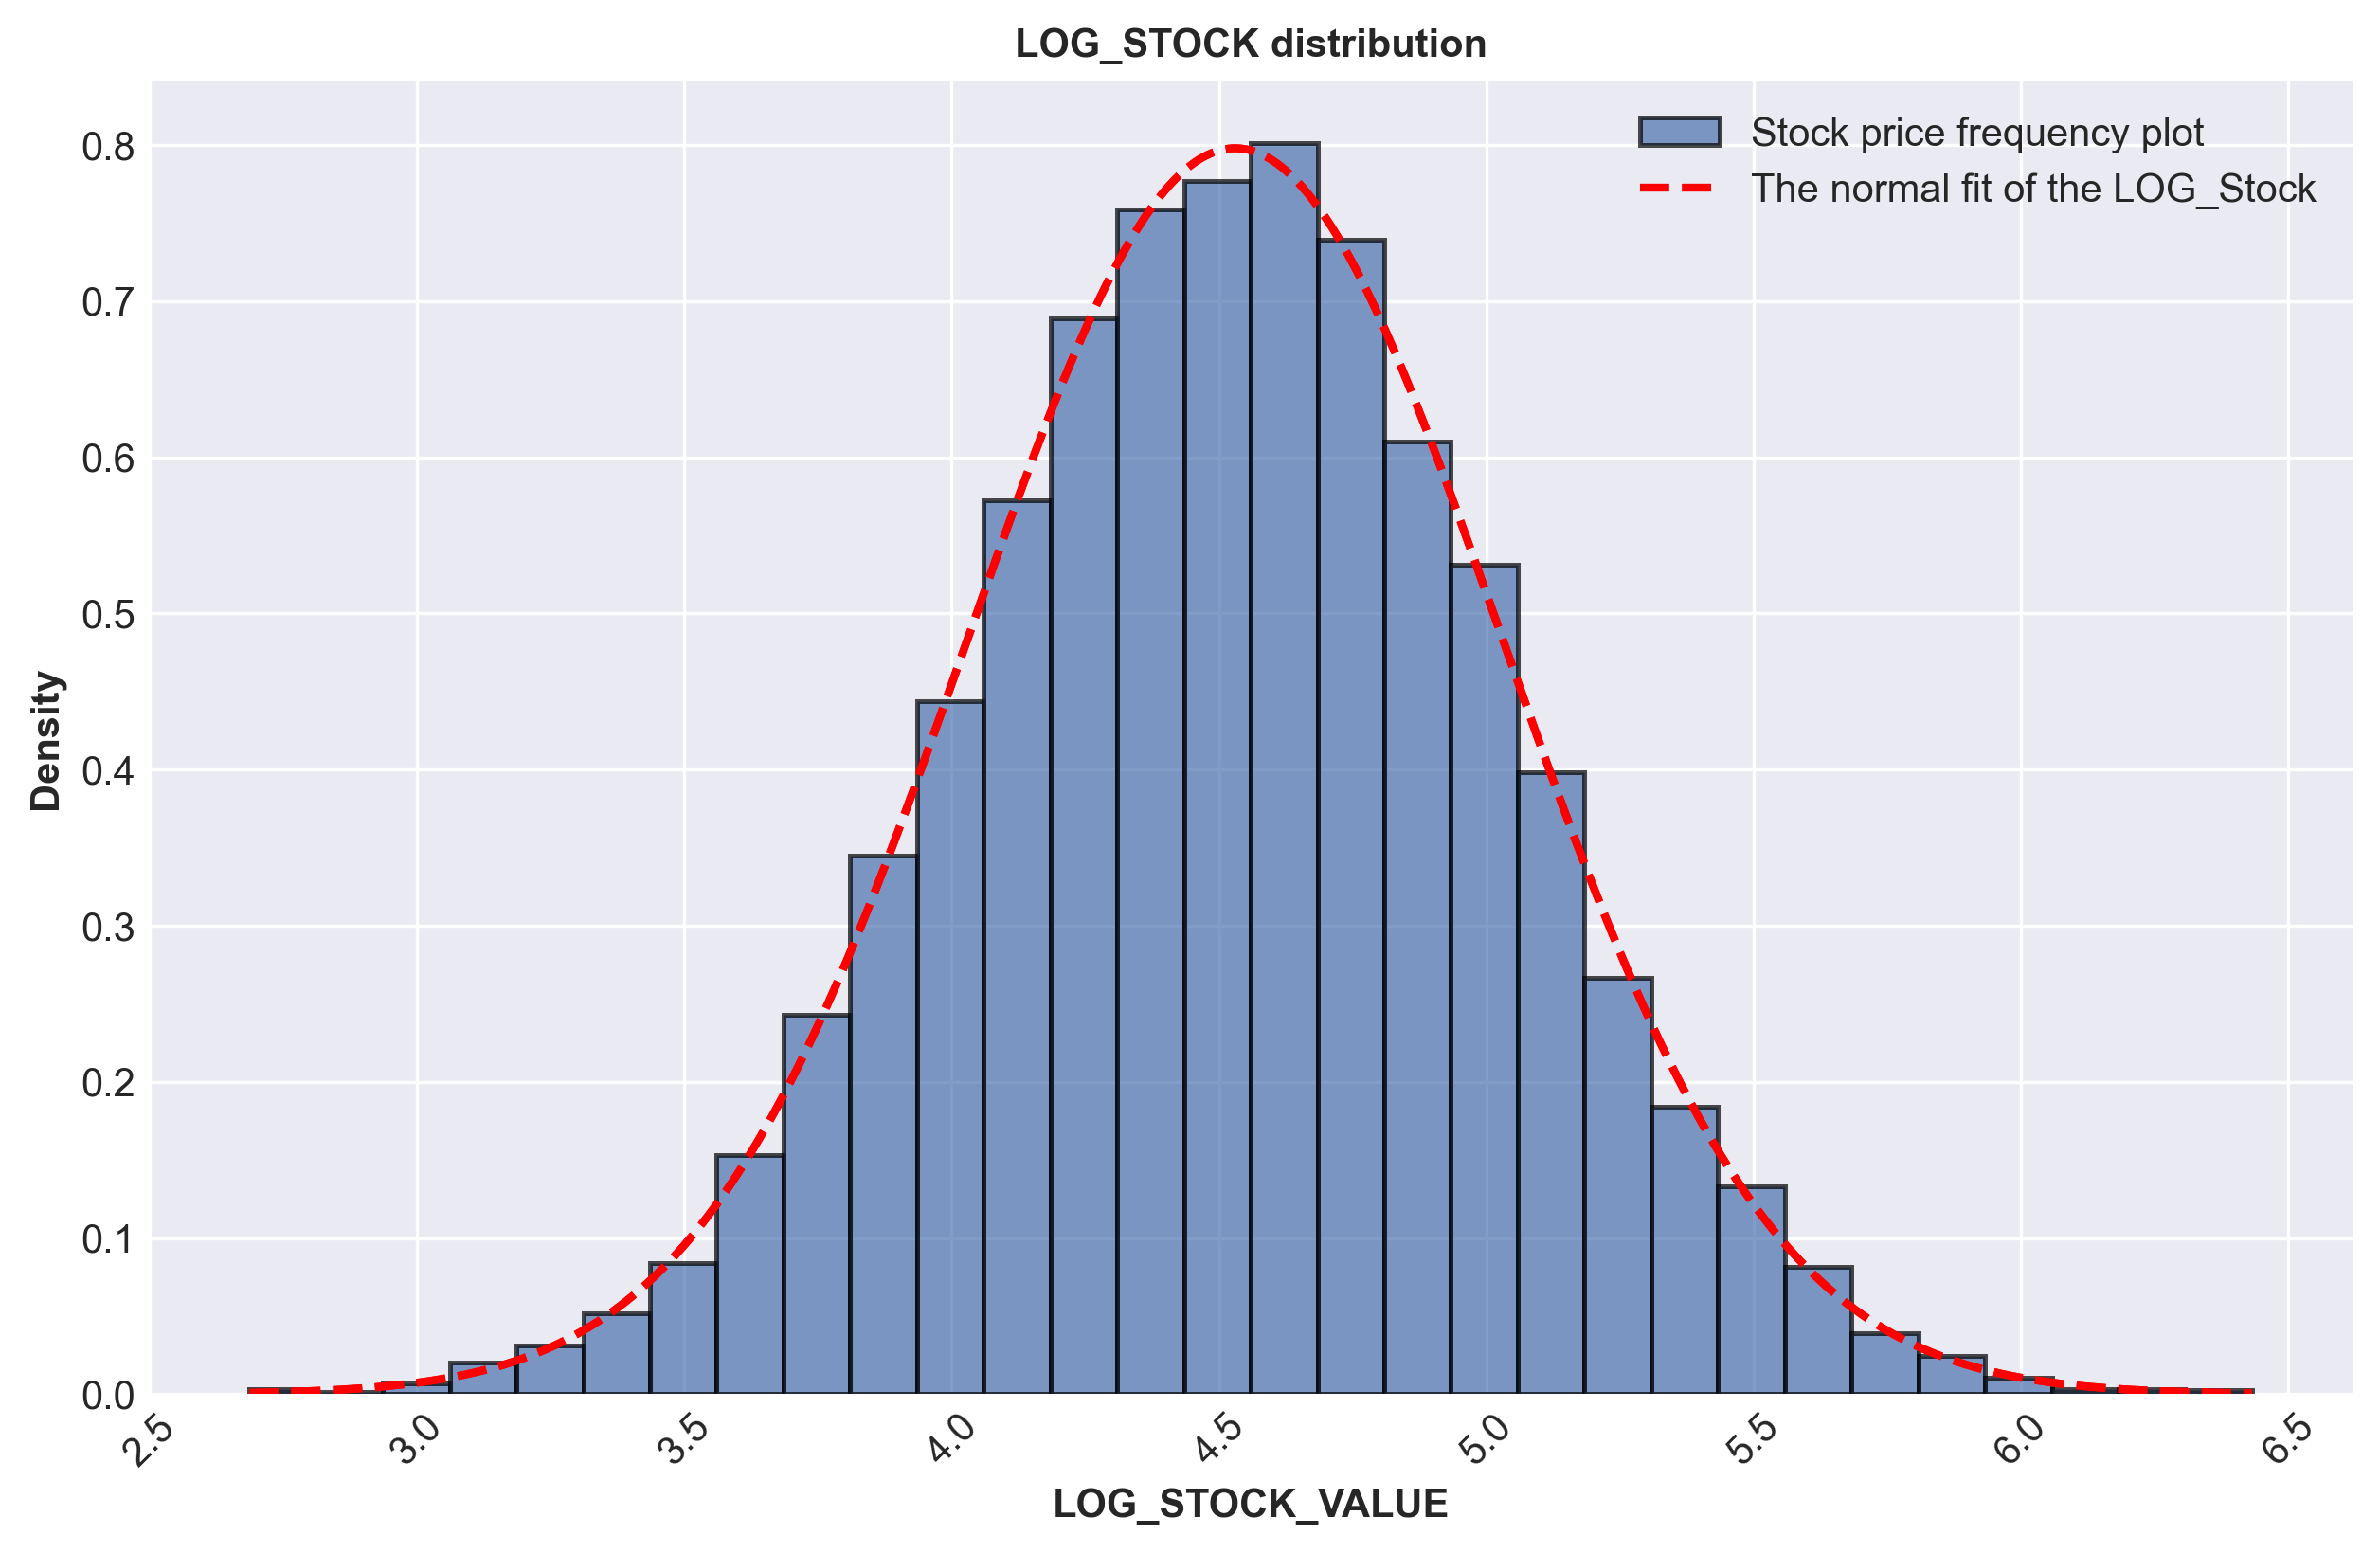 LOG_STOCK distribution
Stock price frequency plot
The normal fit of the LOG_Stock
0.8
0.7
0.6
0.5
0.4
0.3
0.2
0.1
0.0
Density
2.5 3.0 3.5 4.0 4.5 5.0 5.5 6.0 6.5
LOG_STOCK_VALUE